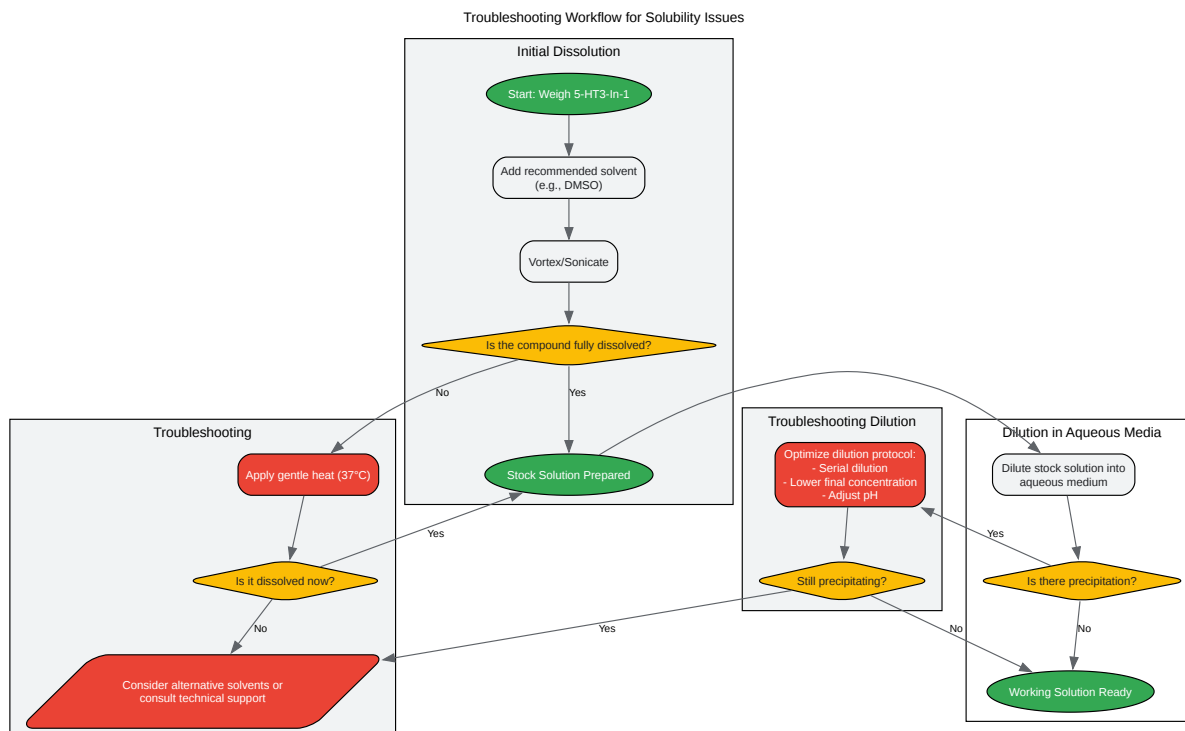 Troubleshooting Workflow for Solubility Issues
Initial Dissolution
Start: Weigh 5-HT3-In-1
Add recommended solvent
(e.g., DMSO)
Vortex/Sonicate
Is the compound fully dissolved?
No
Yes
Stock Solution Prepared
Troubleshooting
Apply gentle heat (37°C)
Is it dissolved now?
Yes
No
Consider alternative solvents or
consult technical support
Troubleshooting Dilution
Optimize dilution protocol:
- Serial dilution
- Lower final concentration
- Adjust pH
Still precipitating?
Yes
No
Dilution in Aqueous Media
Dilute stock solution into
aqueous medium
Is there precipitation?
Yes
No
Working Solution Ready